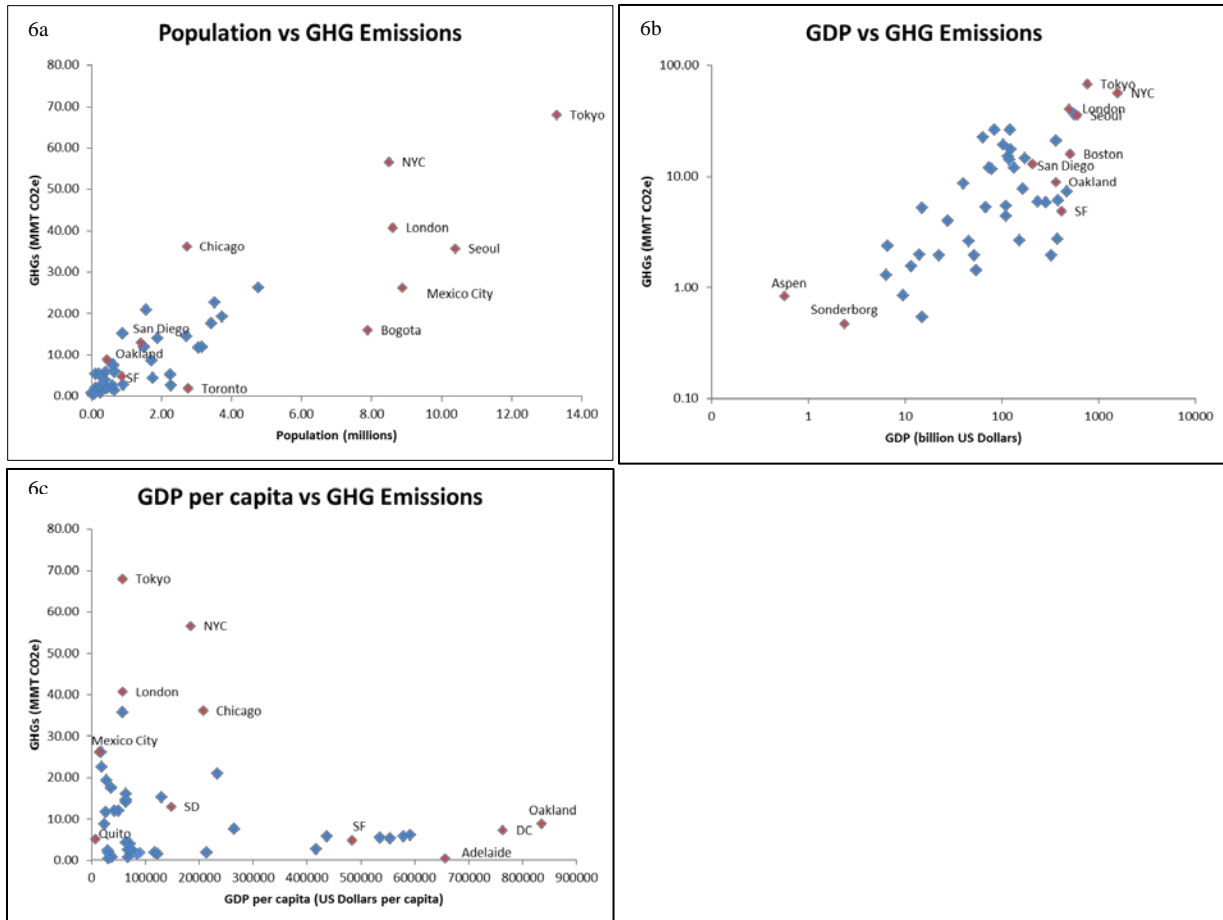 6a
Population vs GHG Emissions
80.00
70.00
60.00
50.00
40.00
30.00
20.00
10.00
0.00
GHGs (MMT CO2e)
Tokyo
NYC
London
Chicago
Seoul
Mexico City
Bogota
San Diego
Oakland
SF
Toronto
0.00 2.00 4.00 6.00 8.00 10.00 12.00 14.00
Population (millions)
6b
GDP vs GHG Emissions
100.00
10.00
1.00
0.10
GHGs (MMT CO2e)
Tokyo
NYC
London
Seoul
Boston
San Diego
Oakland
SF
Aspen
Sonderborg
0 1 10 100 1000 10000
GDP (billion US Dollars)
6c
GDP per capita vs GHG Emissions
80.00
70.00
60.00
50.00
40.00
30.00
20.00
10.00
0.00
GHGs (MMT CO2e)
Tokyo
NYC
London
Chicago
Mexico City
SD
Oakland
SF
DC
Quito
Adelaide
0 100000 200000 300000 400000 500000 600000 700000 800000 900000
GDP per capita (US Dollars per capita)